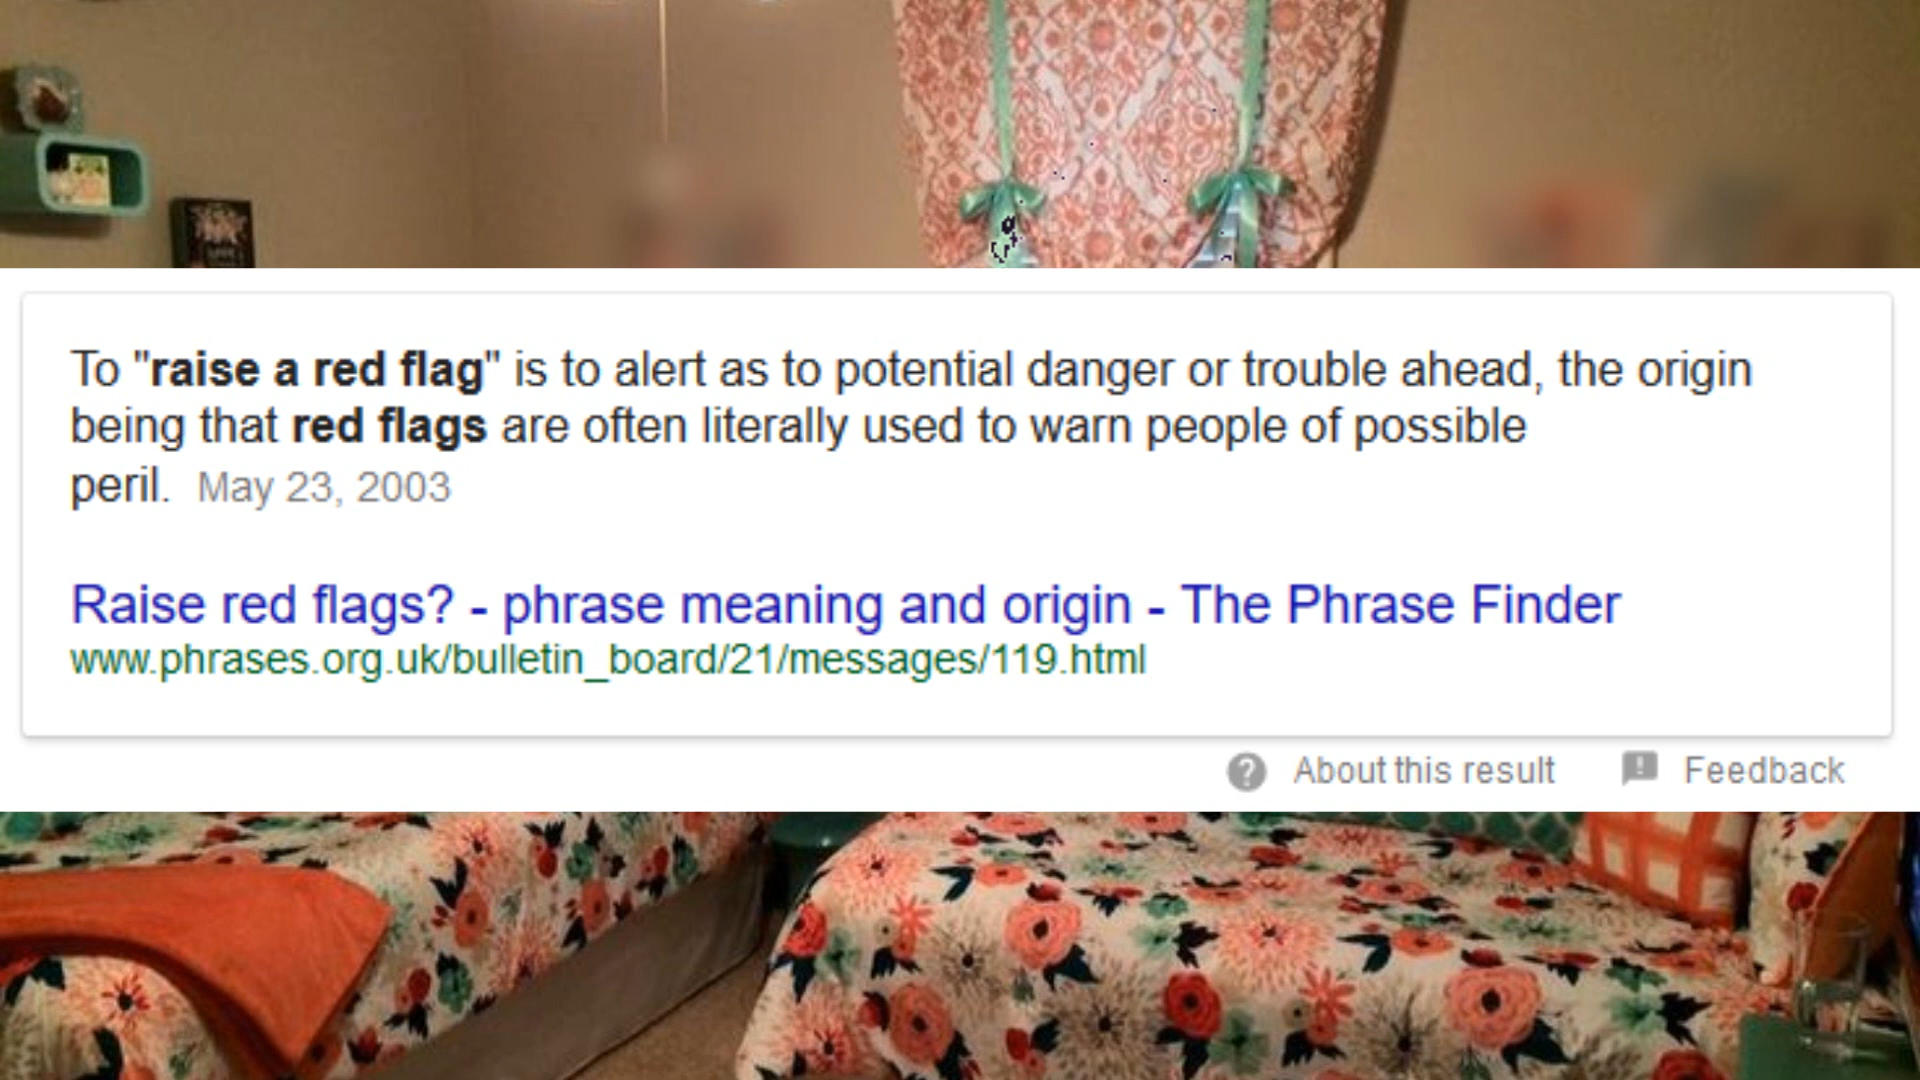 To "raise a red flag" is to alert as to potential danger or trouble ahead, the origin
being that red flags are often literally used to warn people of possible
peril. May 23, 2003
Raise red flags? - phrase meaning and origin - The Phrase Finder
www.phrases.org.uk/bulletin_board/21/messages/119.html
About this result Feedback